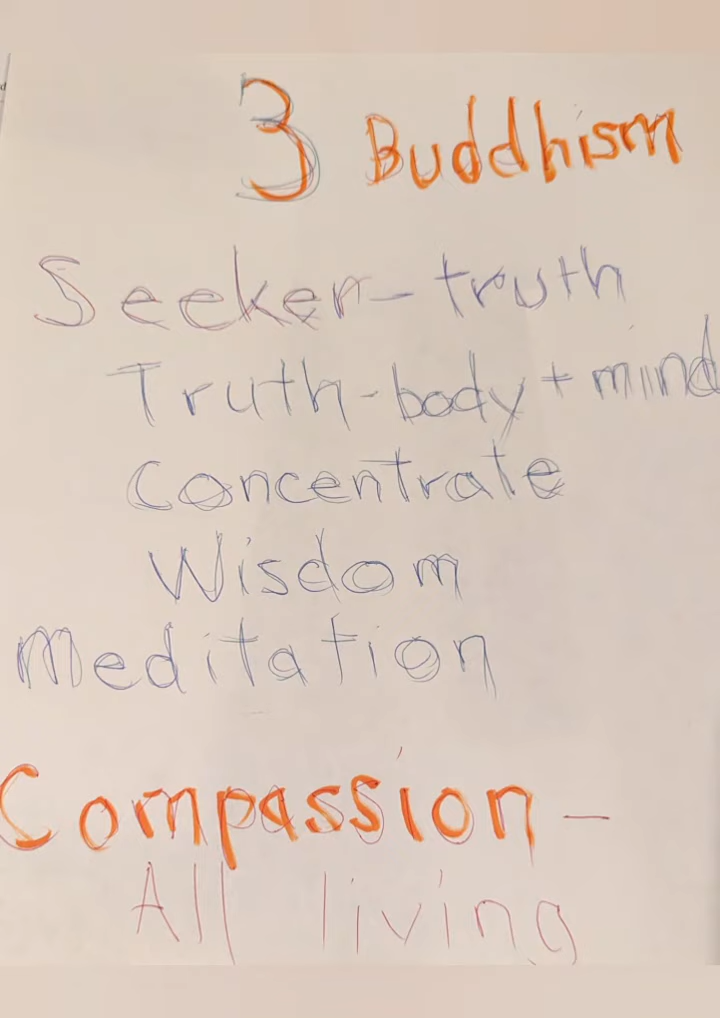 3 Buddhism
Seeker - truth
Truth - body + mind
Concentrate
Wisdom
Meditation
Compassion -
All living